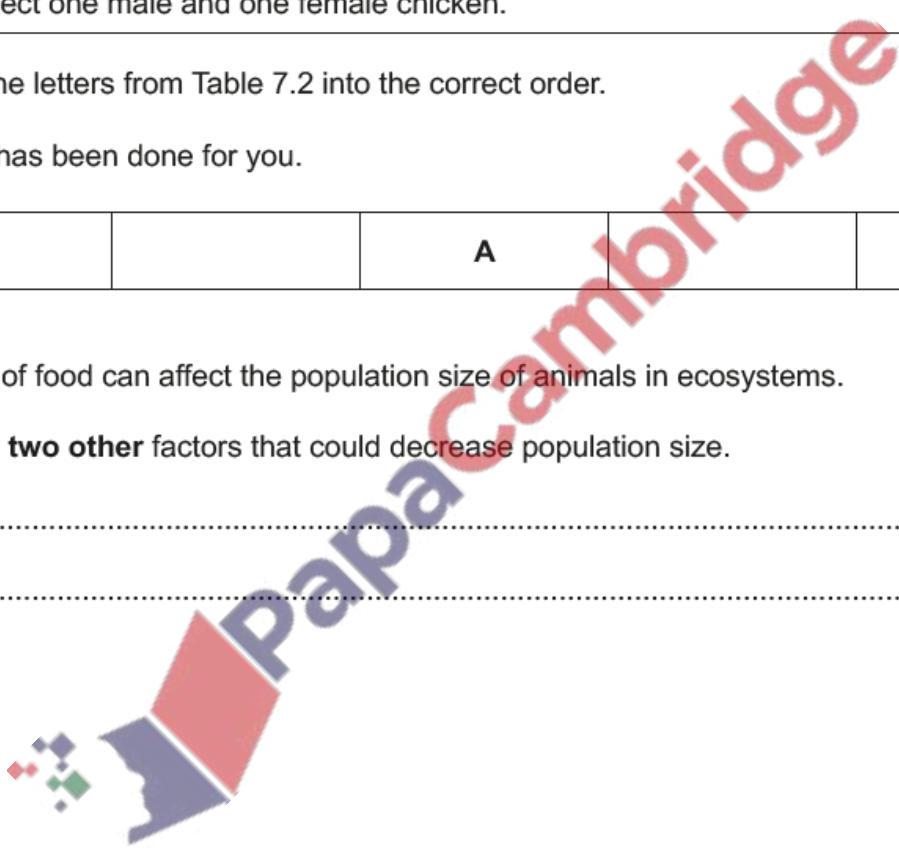 ect one male and one female chicken.
he letters from Table 7.2 into the correct order.
has been done for you.
A
of food can affect the population size of animals in ecosystems.
two other factors that could decrease population size.
PapaCambridge